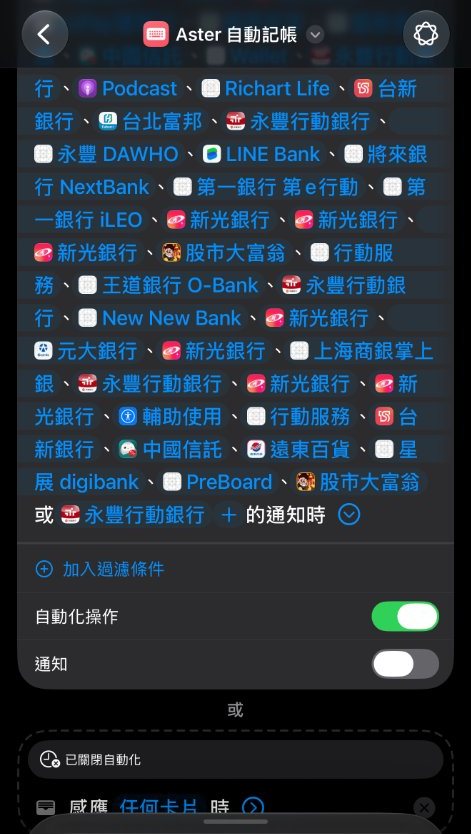 Aster 自動記帳
行、Podcast、Richart Life、台新
銀行、台北富邦、永豐行動銀行、
永豐 DAWHO、LINE Bank、將來銀
行 NextBank、第一銀行 第e行動、第
一銀行 iLEO、新光銀行、新光銀行、
新光銀行、股市大富翁、行動服
務、王道銀行 O-Bank、永豐行動銀
行、New New Bank、新光銀行、
元大銀行、新光銀行、上海商銀掌上
銀、永豐行動銀行、新光銀行、新
光銀行、輔助使用、行動服務、台
新銀行、中國信託、遠東百貨、星
展 digibank、PreBoard、股市大富翁
或 永豐行動銀行 + 的通知時
加入過濾條件
自動化操作
通知
或
已關閉自動化
感應 任何卡片 時